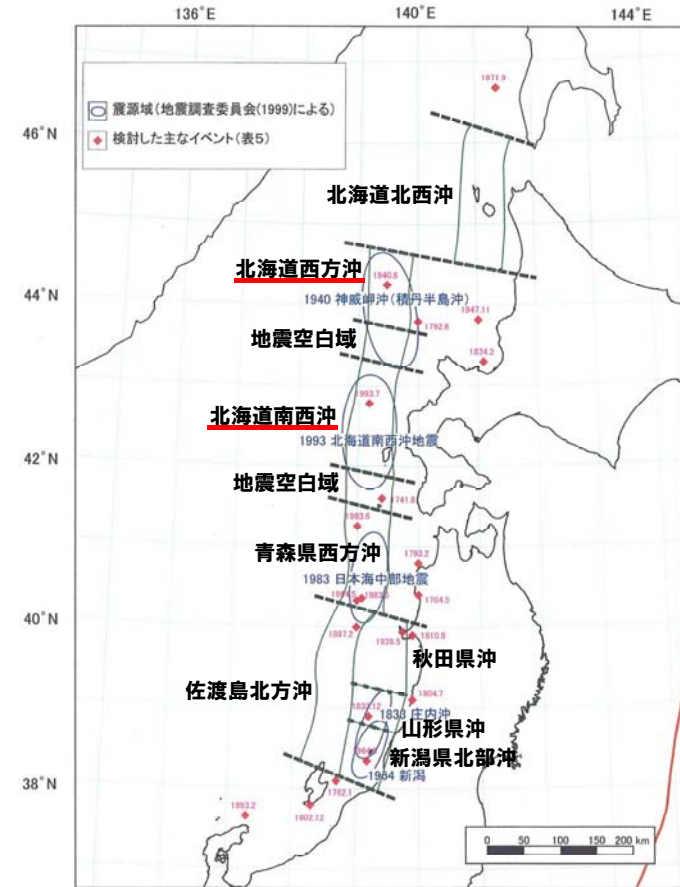 136°E
140°E
144°E
震源域(地震調査委員会(1999)による)
検討した主なイベント(表5)
1971.9
46°N
北海道北西沖
北海道西方沖
1940.8
44°N
1940 神威岬沖(積丹半島沖)
1947.11
1792.6
地震空白域
1834.2
1993.7
北海道南西沖
1993 北海道南西沖地震
42°N
地震空白域
1741.8
1983.6
青森県西方沖
1793.2
1983 日本海中部地震
1704.5
40°N
1897.2
1939.5
1810.9
秋田県沖
佐渡島北方沖
1804.7
1833.12
1833 庄内沖
山形県沖
新潟県北部沖
1964 新潟
38°N
1762.1
1993.2
1802.12
0 50 100 150 200 km